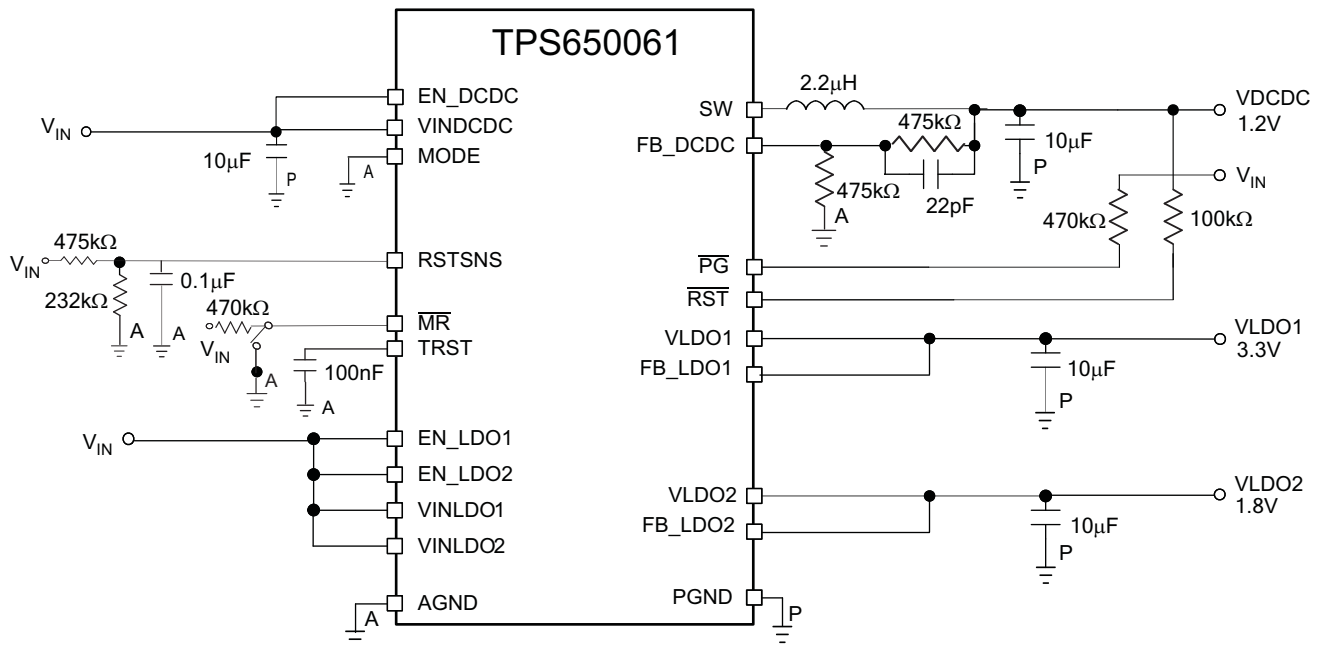 TPS650061
EN_DCDC
VINDCDC
MODE
RSTSNS
MR
TRST
EN_LDO1
EN_LDO2
VINLDO1
VINLDO2
AGND
SW
FB_DCDC
PG
RST
VLDO1
FB_LDO1
VLDO2
FB_LDO2
PGND
VIN
10μF
P
A
475kΩ
VIN
232kΩ
A
0.1μF
A
470kΩ
VIN
A
100nF
A
VIN
A
2.2μH
475kΩ
475kΩ
A
22pF
10μF
P
VDCDC
1.2V
VIN
470kΩ
100kΩ
VLDO1
3.3V
10μF
P
VLDO2
1.8V
10μF
P
P